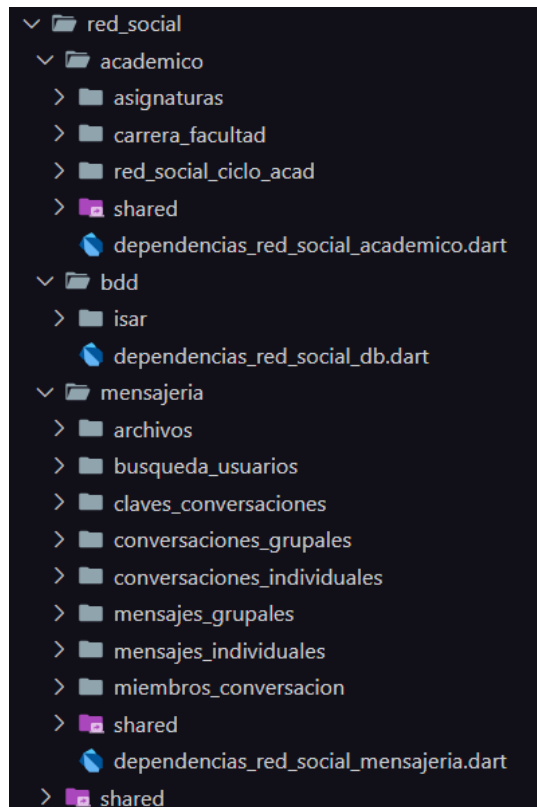 red_social
academico
asignaturas
carrera_facultad
red_social_ciclo_acad
shared
dependencias_red_social_academico.dart
bdd
isar
dependencias_red_social_db.dart
mensajeria
archivos
busqueda_usuarios
claves_conversaciones
conversaciones_grupales
conversaciones_individuales
mensajes_grupales
mensajes_individuales
miembros_conversacion
shared
dependencias_red_social_mensajeria.dart
shared